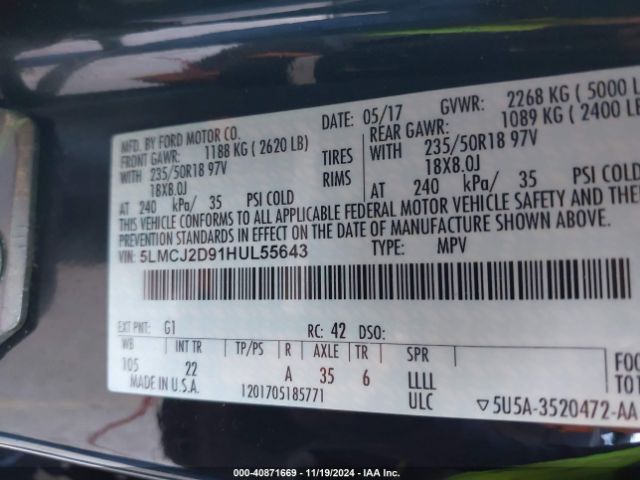 MFD. BY FORD MOTOR CO.
DATE: 05/17 GVWR: 2268 KG ( 5000 L
FRONT GAWR: 1188 KG ( 2620 LB)
REAR GAWR: 1089 KG ( 2400 L
WITH 235/50R18 97V TIRES WITH 235/50R18 97V
18X8.0J RIMS 18X8.0J
AT 240 kPa/ 35 PSI COLD AT 240 kPa/ 35 PSI COLD
THIS VEHICLE CONFORMS TO ALL APPLICABLE FEDERAL MOTOR VEHICLE SAFETY AND THE
PREVENTION STANDARDS IN EFFECT ON THE DATE OF MANUFACTURE SHOWN ABOVE.
VIN: 5LMCJ2D91HUL55643 TYPE: MPV
EXT PNT: G1 RC: 42 DSO:
WB INT TR TP/PS R AXLE TR SPR
105 22 A 35 6 LLLL
MADE IN U.S.A. 1201705185771 ULC
FOC
TOT
▽5U5A-3520472-AA
000-40871669 - 11/19/2024 - IAA Inc.